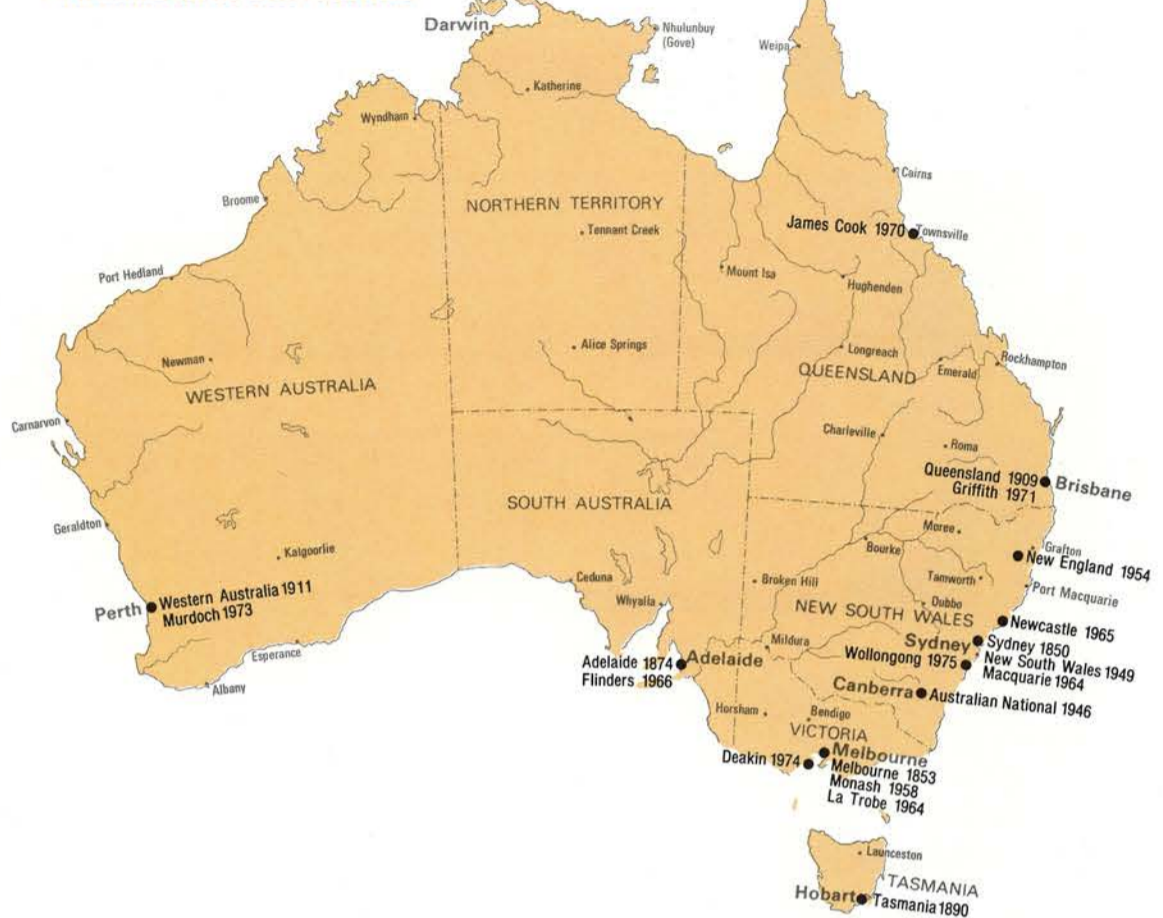 Darwin
Nhulunbuy
(Gove)
Weipa
Katherine
Wyndham
Cairns
Broome
NORTHERN TERRITORY
James Cook 1970
Townsville
Tennant Creek
Port Hedland
Mount Isa
Hughenden
Newman
Alice Springs
Longreach
Rockhampton
WESTERN AUSTRALIA
QUEENSLAND
Emerald
Carnarvon
Charleville
Roma
Queensland 1909
Griffith 1971
Brisbane
SOUTH AUSTRALIA
Geraldton
Moree
Kalgoorlie
Bourke
Grafton
New England 1954
Ceduna
Broken Hill
Tamworth
Port Macquarie
Perth
Western Australia 1911
Murdoch 1973
Whyalla
Dubbo
NEW SOUTH WALES
Newcastle 1965
Esperance
Mildura
Sydney
Sydney 1850
New South Wales 1949
Macquarie 1964
Adelaide 1874
Flinders 1966
Adelaide
Wollongong 1975
Albany
Canberra
Australian National 1946
Horsham
Bendigo
VICTORIA
Deakin 1974
Melbourne
Melbourne 1853
Monash 1958
La Trobe 1964
Launceston
TASMANIA
Hobart
Tasmania 1890